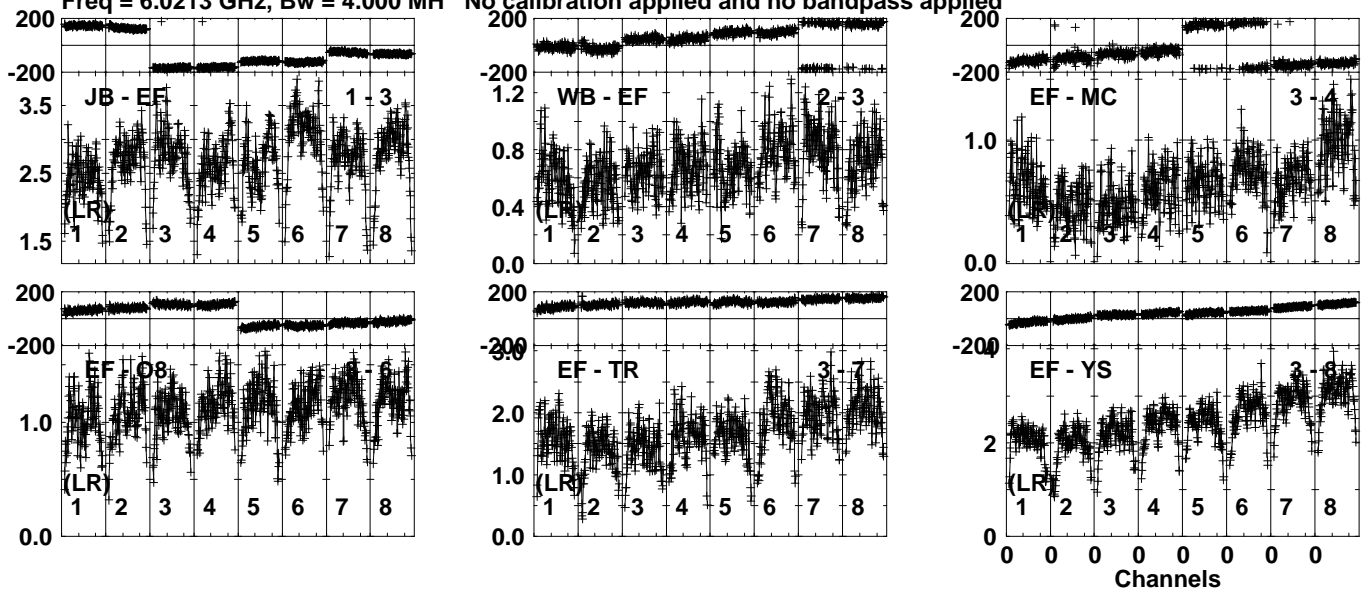 Freq = 6.0213 GHz, Bw = 4.000 MH No calibration applied and no bandpass applied
200
-200
JB - EF
1 - 3
3.5
2.5
1.5
(LR)
1 2 3 4 5 6 7 8
200
-200
WB - EF
2 - 3
1.2
0.8
0.4
0.0
(LR)
1 2 3 4 5 6 7 8
200
-200
EF - MC
3 - 4
1.0
0.0
(LR)
1 2 3 4 5 6 7 8
200
-200
EF - O8
3 - 6
1.0
0.0
(LR)
1 2 3 4 5 6 7 8
200
-200
3.0
EF - TR
3 - 7
2.0
1.0
0.0
(LR)
1 2 3 4 5 6 7 8
200
-200
4
EF - YS
3 - 8
2
0
(LR)
1 2 3 4 5 6 7 8
0 0 0 0 0 0 0 0
Channels